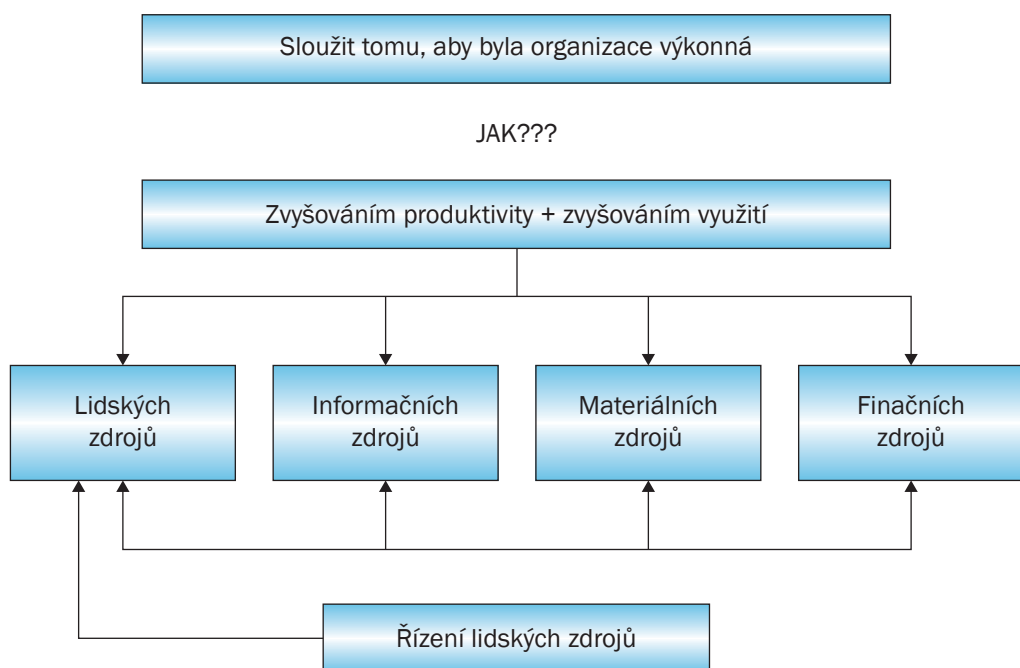 Sloužit tomu, aby byla organizace výkonná
JAK???
Zvyšováním produktivity + zvyšováním využití
Lidských
zdrojů
Informačních
zdrojů
Materiálních
zdrojů
Finačních
zdrojů
Řízení lidských zdrojů